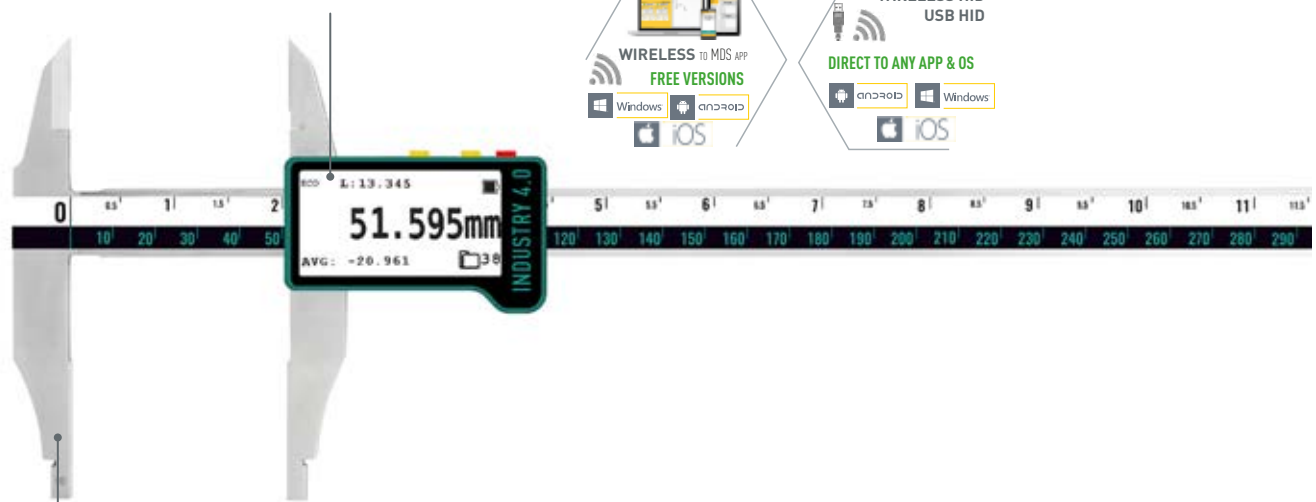 WIRELESS HID
USB HID
WIRELESS TO MDS APP
FREE VERSIONS
Windows
android
iOS
DIRECT TO ANY APP & OS
android
Windows
iOS
ECO L:13.345
51.595mm
AVG: -20.961 38
INDUSTRY 4.0
0 0.5' 1 1.5' 2 5 5.5' 6 6.5' 7 7.5' 8 8.5' 9 9.5' 10 10.5' 11 11.5'
10 20 30 40 50 120 130 140 150 160 170 180 190 200 210 220 230 240 250 260 270 280 290